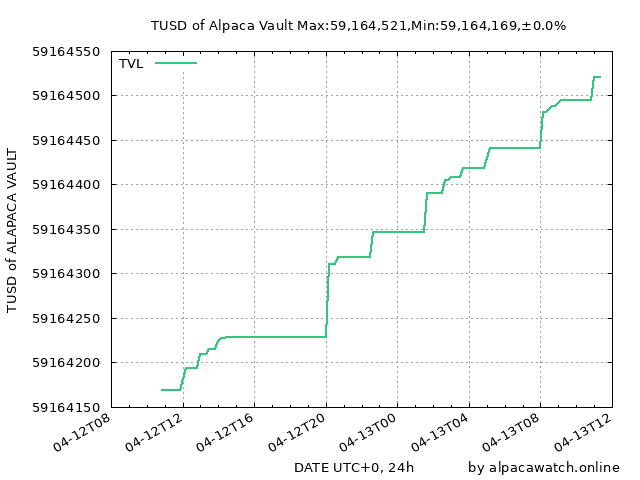 TUSD of Alpaca Vault Max:59,164,521,Min:59,164,169,±0.0%
TVL
59164550
59164500
59164450
59164400
59164350
59164300
59164250
59164200
59164150
TUSD of ALAPACA VAULT
04-12T08
04-12T12
04-12T16
04-12T20
04-13T00
04-13T04
04-13T08
04-13T12
DATE UTC+0, 24h
by alpacawatch.online